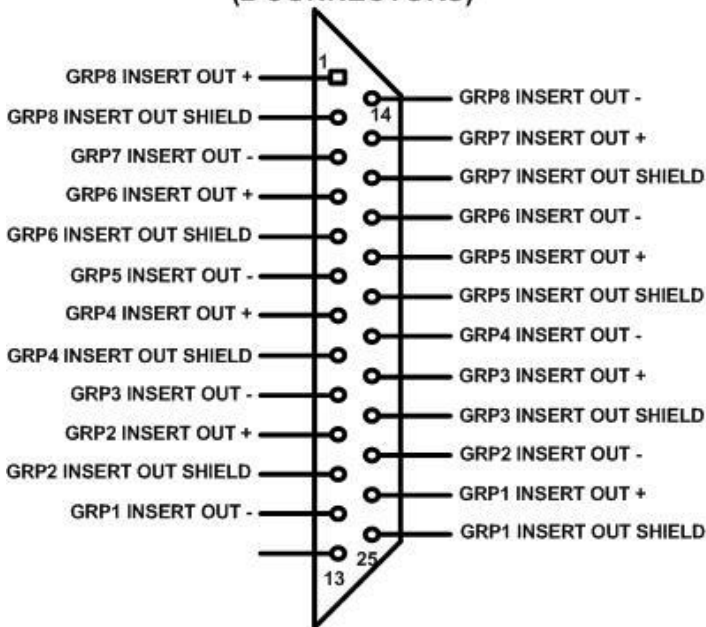 1
GRP8 INSERT OUT +
GRP8 INSERT OUT -
14
GRP8 INSERT OUT SHIELD
GRP7 INSERT OUT +
GRP7 INSERT OUT -
GRP7 INSERT OUT SHIELD
GRP6 INSERT OUT +
GRP6 INSERT OUT -
GRP6 INSERT OUT SHIELD
GRP5 INSERT OUT +
GRP5 INSERT OUT -
GRP5 INSERT OUT SHIELD
GRP4 INSERT OUT +
GRP4 INSERT OUT -
GRP4 INSERT OUT SHIELD
GRP3 INSERT OUT +
GRP3 INSERT OUT -
GRP3 INSERT OUT SHIELD
GRP2 INSERT OUT +
GRP2 INSERT OUT -
GRP2 INSERT OUT SHIELD
GRP1 INSERT OUT +
GRP1 INSERT OUT -
GRP1 INSERT OUT SHIELD
25
13